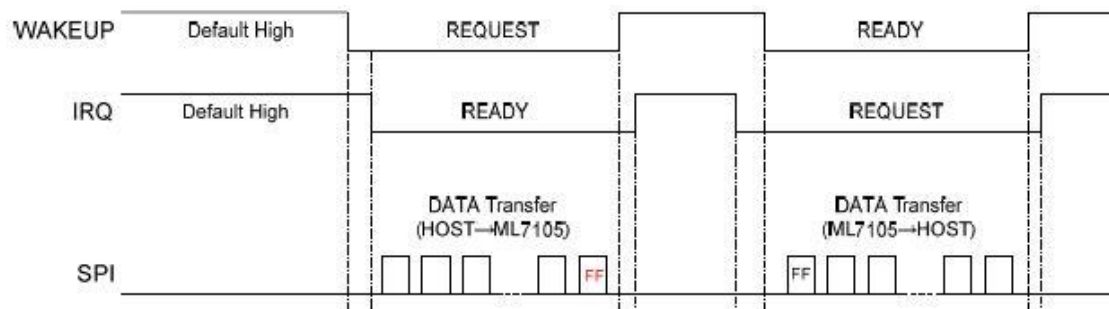 WAKEUP Default High REQUEST READY
IRQ Default High READY REQUEST
DATA Transfer DATA Transfer
(HOST→ML7105) (ML7105→HOST)
SPI FF FF